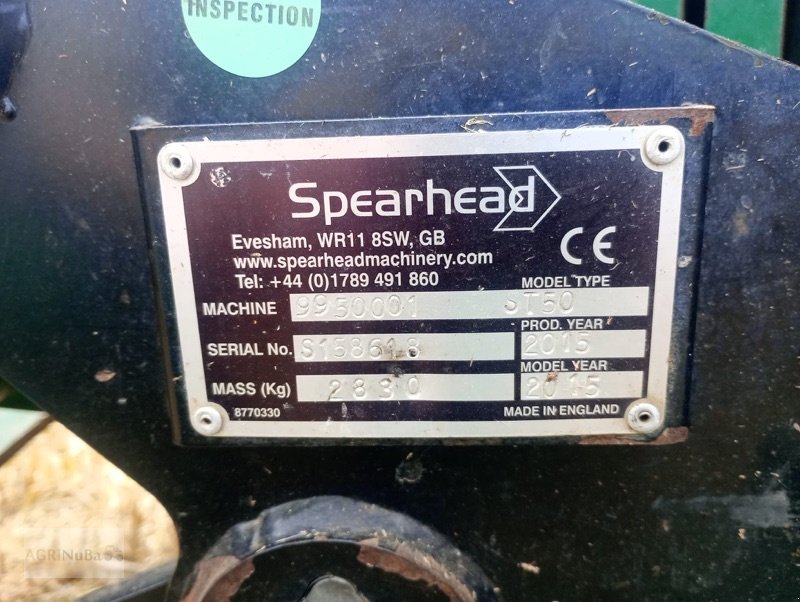 INSPECTION
Spearhead
Evesham, WR11 8SW, GB
www.spearheadmachinery.com
Tel: +44 (0)1789 491 860
CE
MODEL TYPE
MACHINE 9950001 ST50
PROD. YEAR
SERIAL No. S158618 2015
MODEL YEAR
MASS (Kg) 2830 2015
8770330 MADE IN ENGLAND